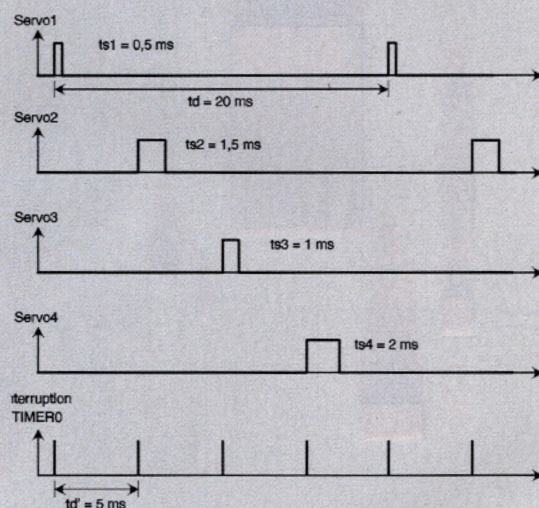 Servo1
ts1 = 0,5 ms
td = 20 ms
Servo2
ts2 = 1,5 ms
Servo3
ts3 = 1 ms
Servo4
ts4 = 2 ms
terruption
TIMER0
td' = 5 ms